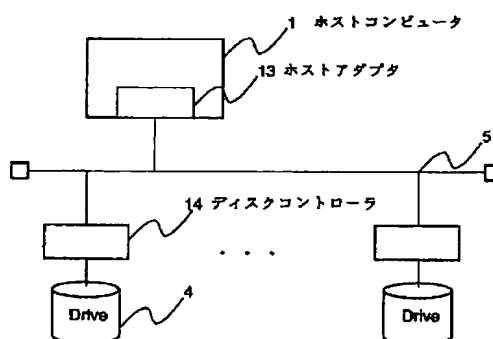 1 ホストコンピュータ
13 ホストアダプタ
5
14 ディスクコントローラ
. . .
4
Drive
Drive